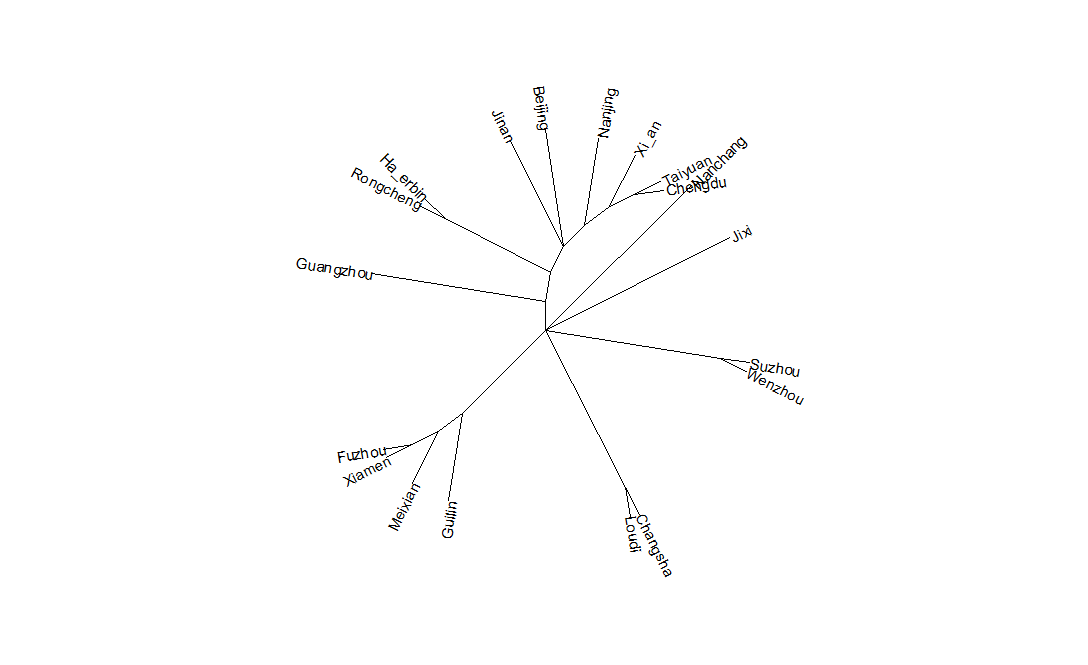 Beijing
Nanjing
Jinan
Xi_an
Ha_erbin
Rongcheng
Taiyuan
Nanchang
Chengdu
Jixi
Guangzhou
Suzhou
Wenzhou
Fuzhou
Xiamen
Meixian
Guilin
Loudi
Changsha